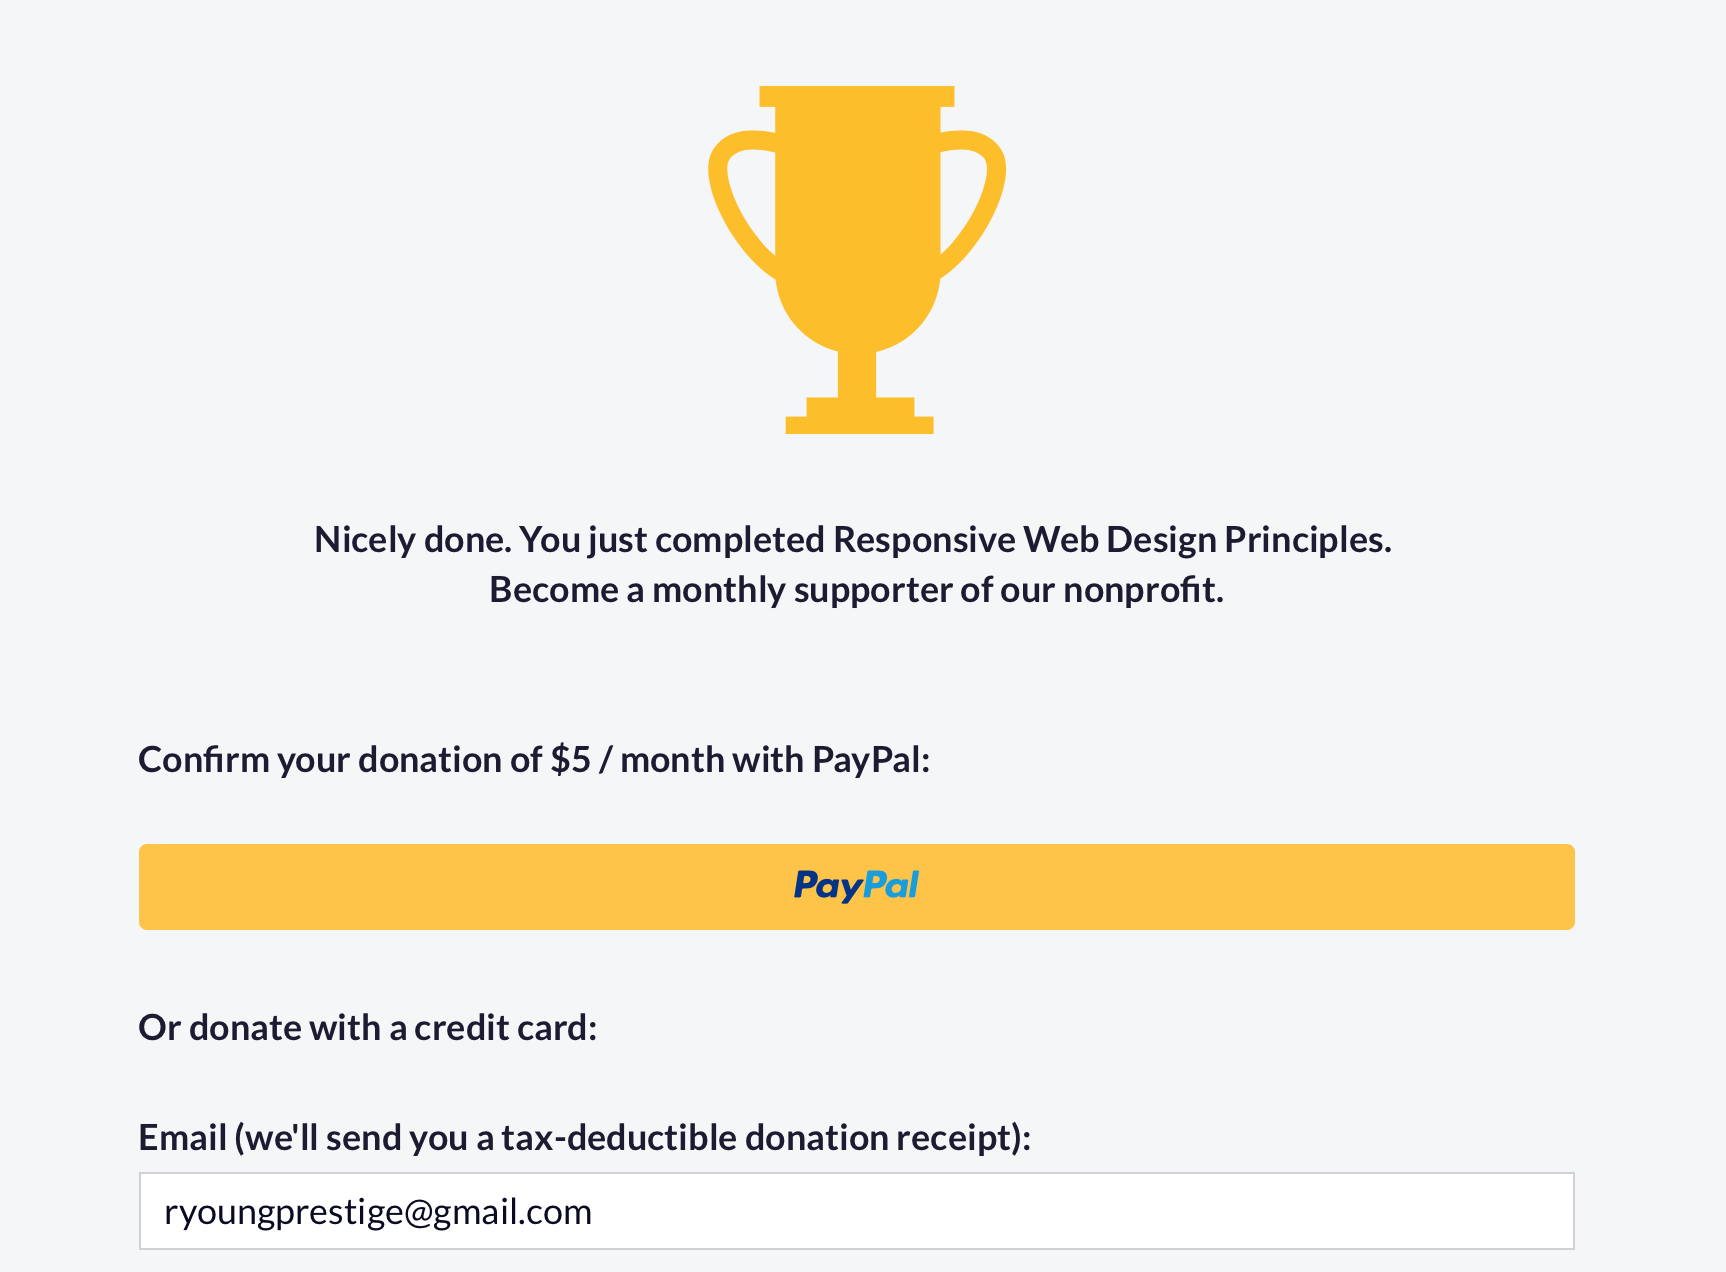 Nicely done. You just completed Responsive Web Design Principles.
Become a monthly supporter of our nonprofit.
Confirm your donation of $5 / month with PayPal:
PayPal
Or donate with a credit card:
Email (we'll send you a tax-deductible donation receipt):
ryoungprestige@gmail.com